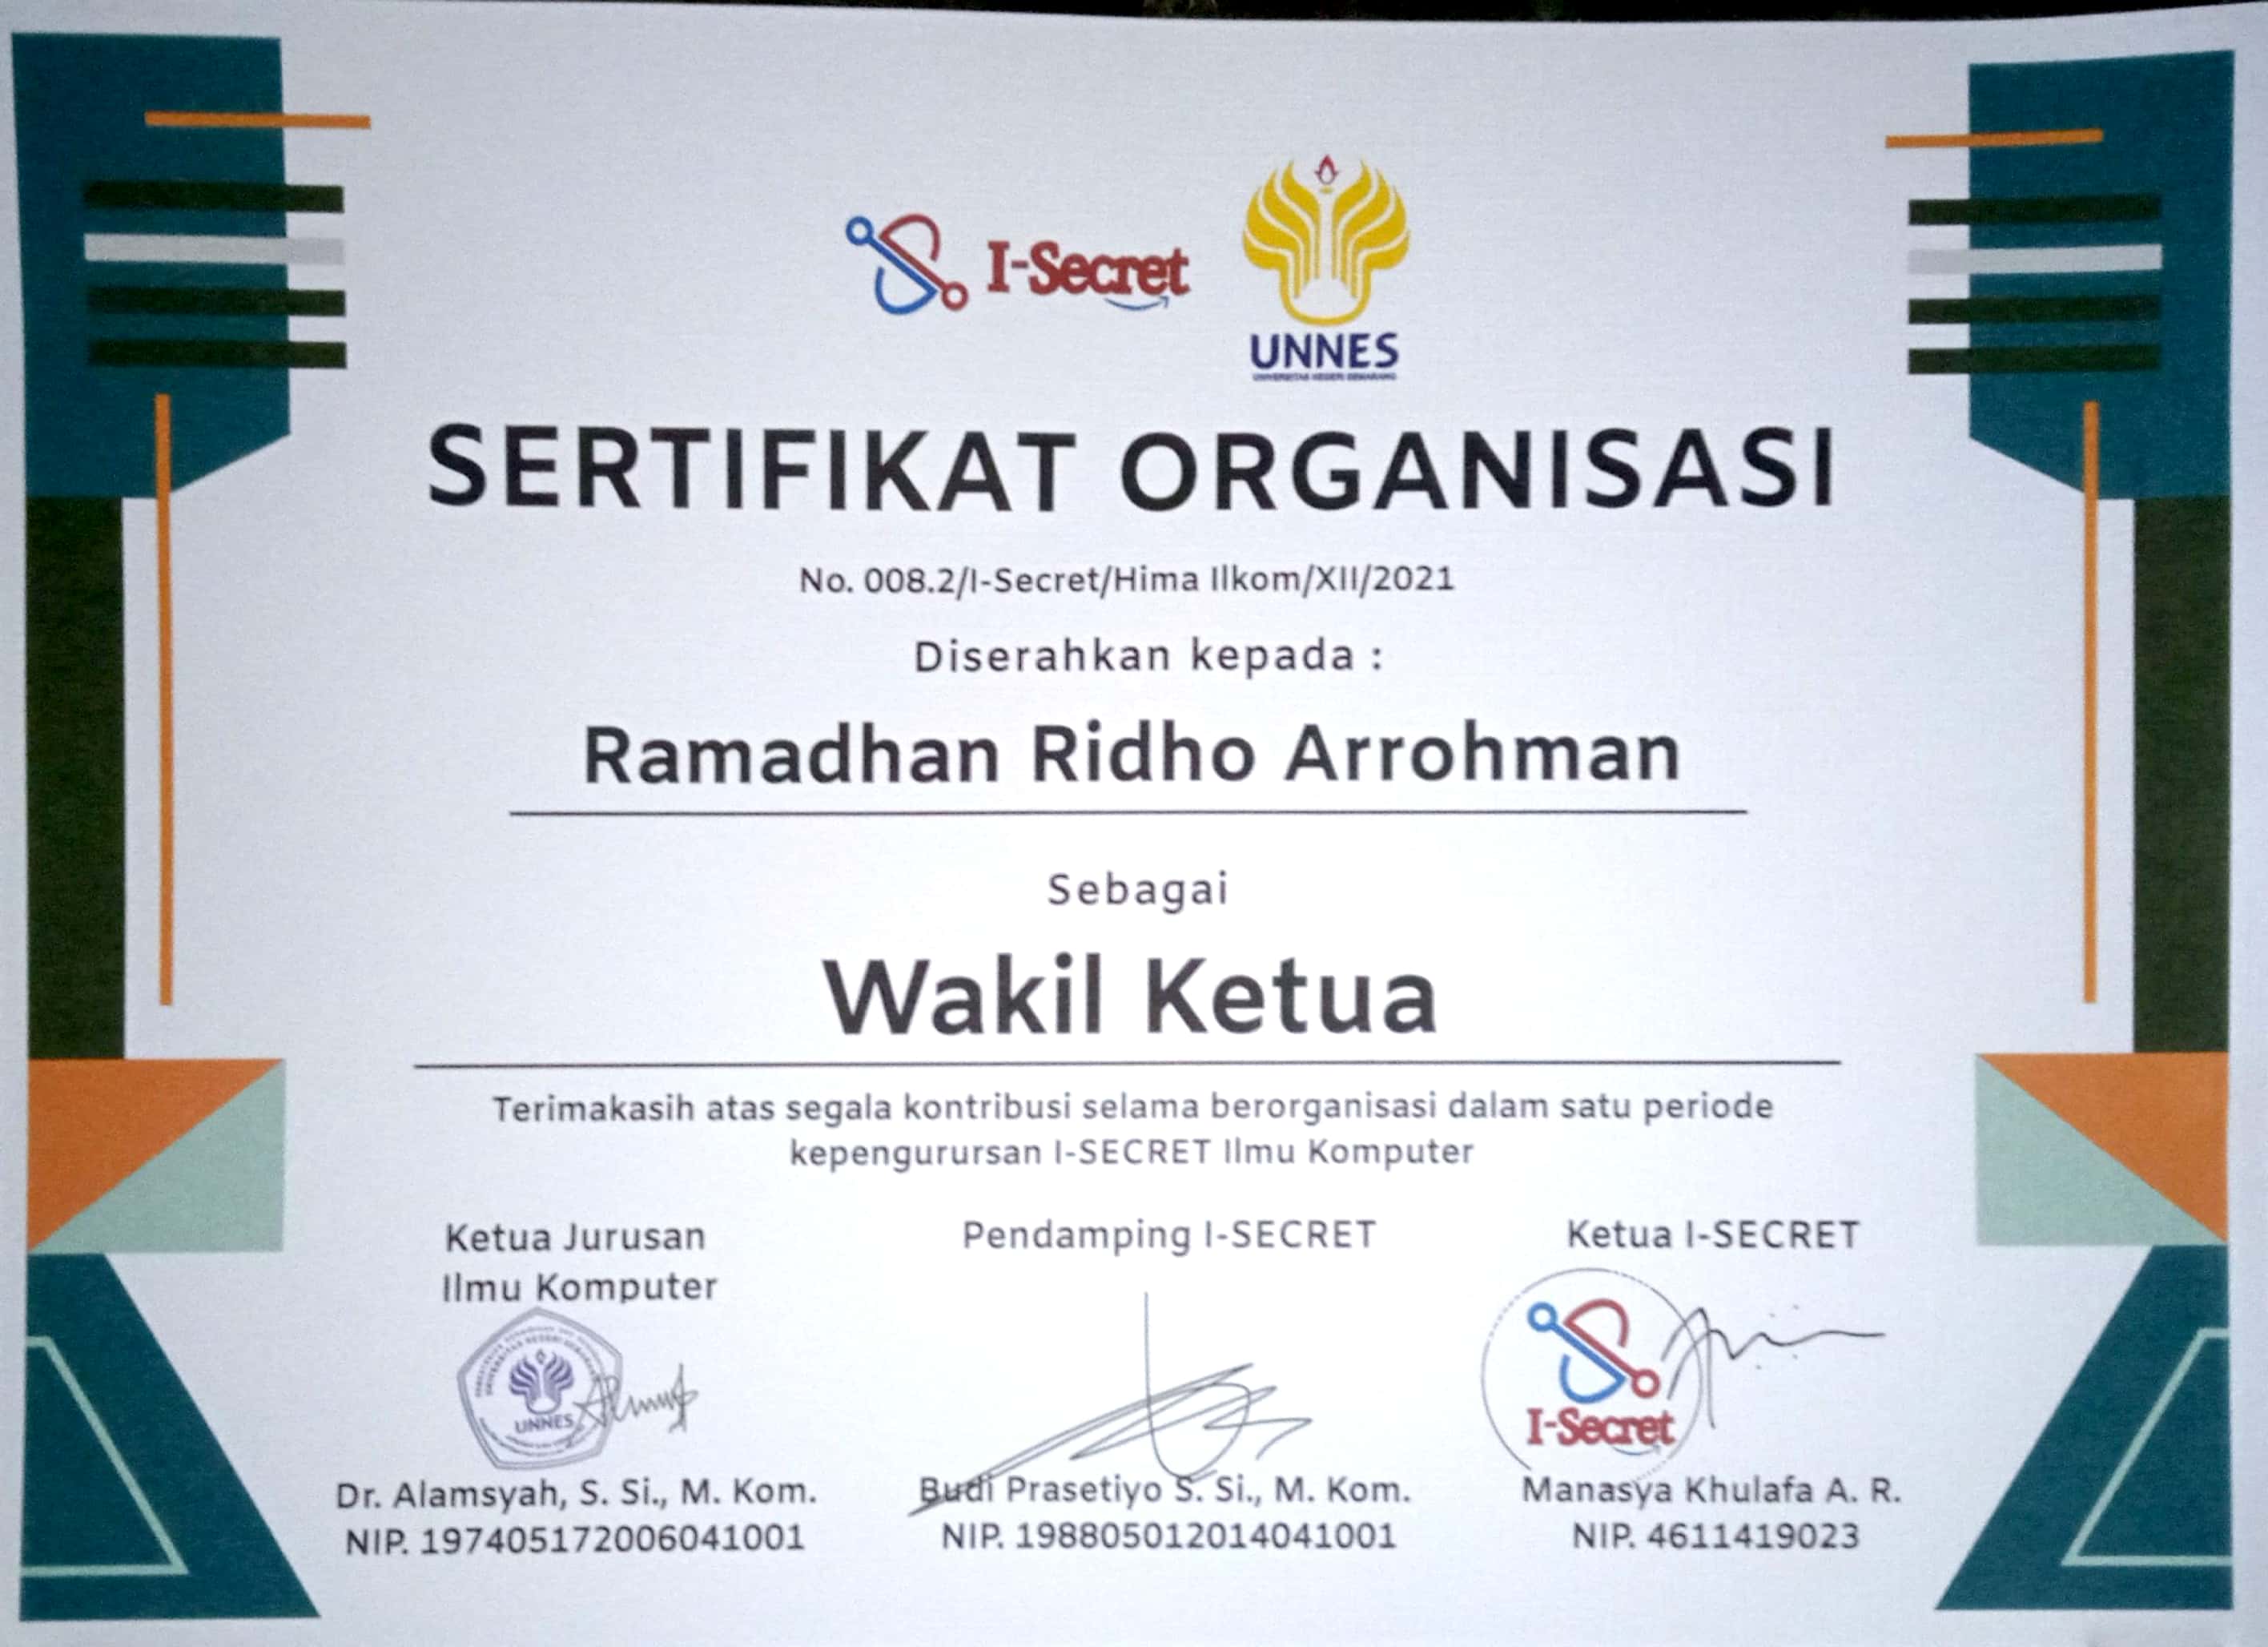 I-Secret
UNNES
UNIVERSITAS NEGERI SEMARANG
SERTIFIKAT ORGANISASI
No. 008.2/I-Secret/Hima Ilkom/XII/2021
Diserahkan kepada :
Ramadhan Ridho Arrohman
Sebagai
Wakil Ketua
Terimakasih atas segala kontribusi selama berorganisasi dalam satu periode
kepengurursan I-SECRET Ilmu Komputer
Ketua Jurusan
Ilmu Komputer
UNNES
Dr. Alamsyah, S. Si., M. Kom.
NIP. 197405172006041001
Pendamping I-SECRET
Budi Prasetiyo S. Si., M. Kom.
NIP. 198805012014041001
Ketua I-SECRET
I-Secret
Manasya Khulafa A. R.
NIP. 4611419023